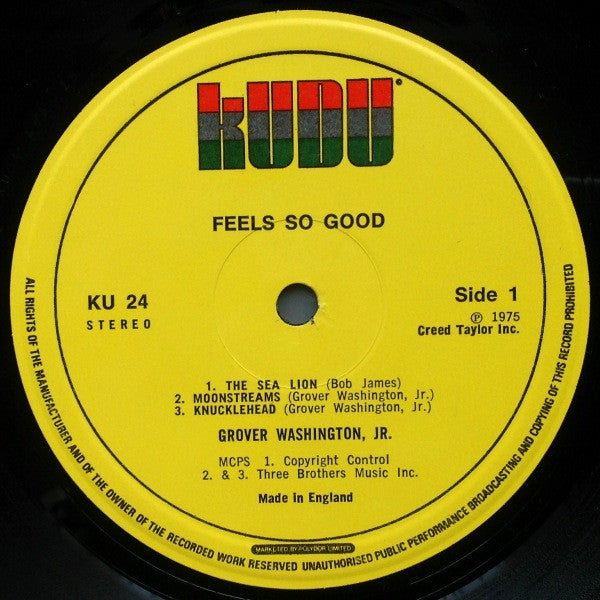 KUDU
FEELS SO GOOD
KU 24
STEREO
Side 1
℗ 1975
Creed Taylor Inc.
1. THE SEA LION (Bob James)
2. MOONSTREAMS (Grover Washington, Jr.)
3. KNUCKLEHEAD (Grover Washington, Jr.)
GROVER WASHINGTON, JR.
MCPS 1. Copyright Control
2. & 3. Three Brothers Music Inc.
Made in England
MARKETED BY POLYDOR LIMITED
ALL RIGHTS OF THE MANUFACTURER AND OF THE OWNER OF THE RECORDED WORK RESERVED UNAUTHORISED PUBLIC PERFORMANCE BROADCASTING AND COPYING OF THIS RECORD PROHIBITED